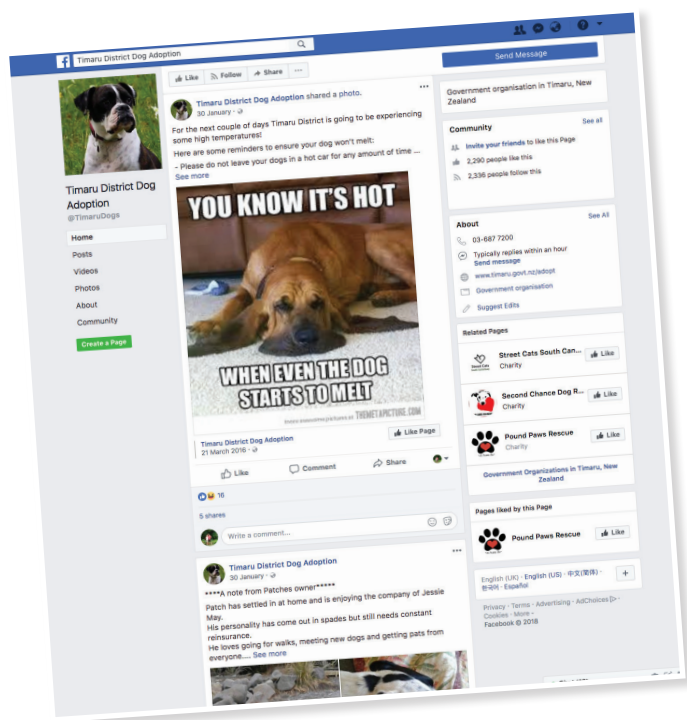 Timaru District Dog Adoption
Timaru District Dog
Adoption
@TimaruDogs
Home
Posts
Videos
Photos
About
Community
Create a Page
Like
Follow
Share
Timaru District Dog Adoption shared a photo.
30 January
For the next couple of days Timaru District is going to be experiencing
some high temperatures!
Here are some reminders to ensure your dog won't melt:
- Please do not leave your dogs in a hot car for any amount of time ...
See more
YOU KNOW IT'S HOT
WHEN EVEN THE DOG
STARTS TO MELT
THEMETAPICTURE.COM
Timaru District Dog Adoption
21 March 2016
Like Page
Like
Comment
Share
16
5 shares
Write a comment...
Timaru District Dog Adoption
30 January
****A note from Patches owner*****
Patch has settled in at home and is enjoying the company of Jessie
May.
His personality has come out in spades but still needs constant
reinsurance.
He loves going for walks, meeting new dogs and getting pats from
everyone.... See more
Send Message
Government organisation in Timaru, New
Zealand
Community
See all
Invite your friends to like this Page
2,290 people like this
2,336 people follow this
About
See All
03-687 7200
Typically replies within an hour
Send message
www.timaru.govt.nz/adopt
Government organisation
Suggest Edits
Related Pages
Street Cats South Can...
Charity
Like
Second Chance Dog R...
Charity
Like
Pound Paws Rescue
Charity
Like
Government Organizations in Timaru, New
Zealand
Pages liked by this Page
Pound Paws Rescue
Like
English (UK) · English (US) · 中文(简体) ·
한국어 · Español
Privacy · Terms · Advertising · AdChoices ·
Cookies · More
Facebook © 2018